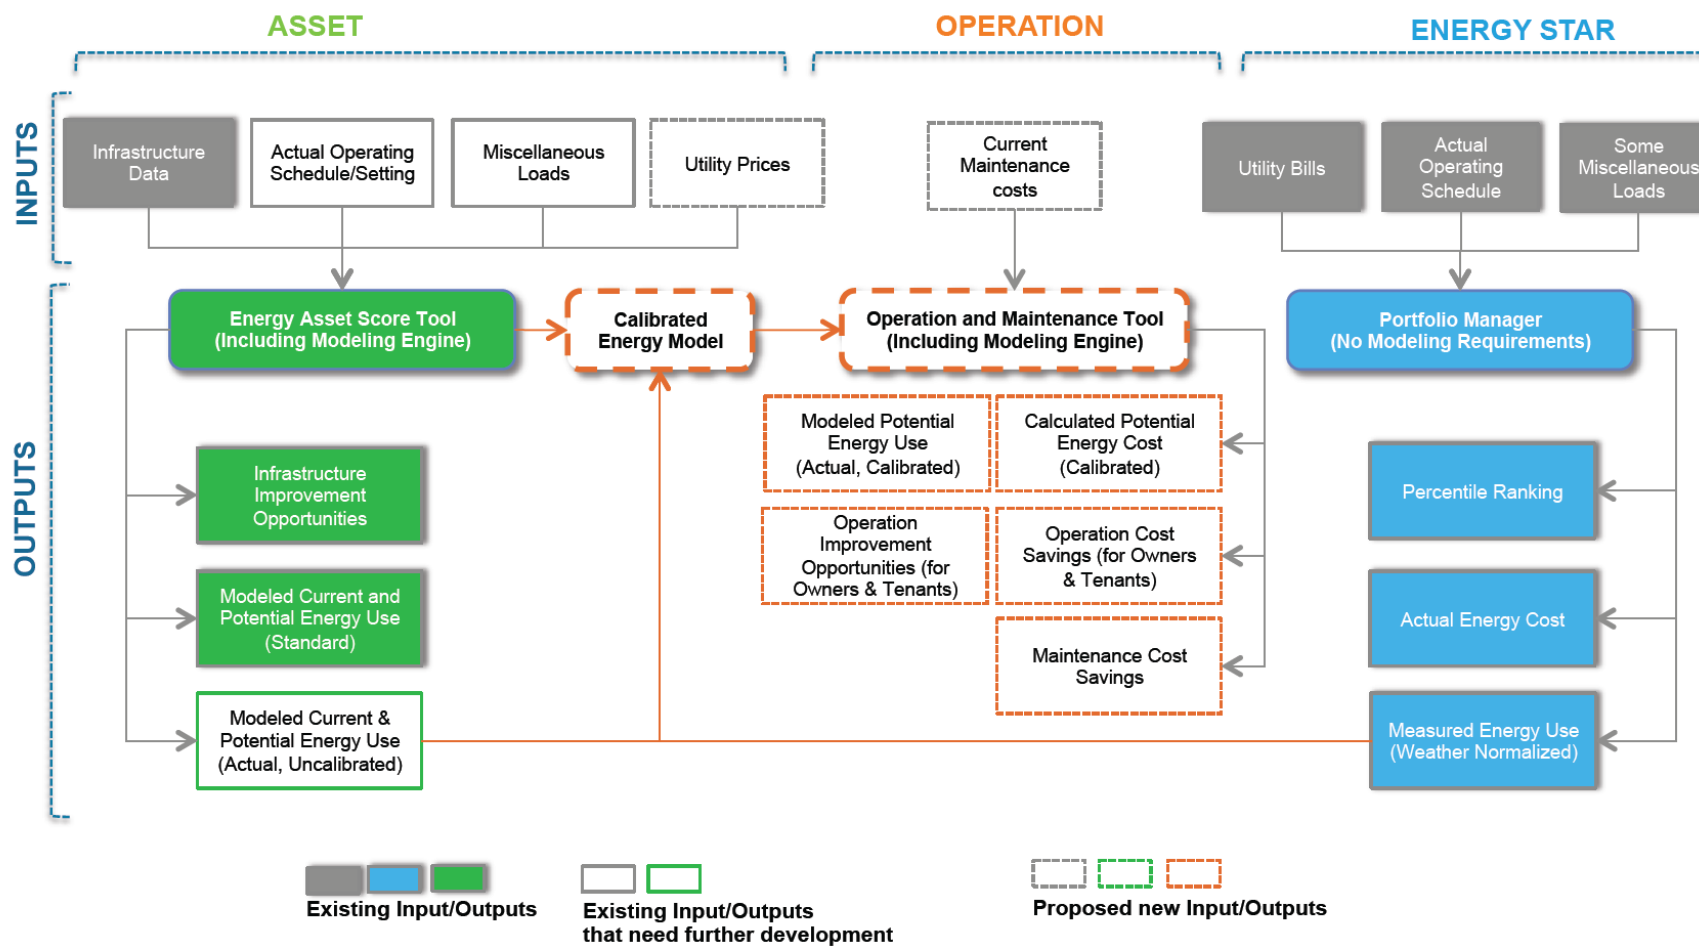 ASSET
OPERATION
ENERGY STAR
INPUTS
Infrastructure
Data
Actual Operating
Schedule/Setting
Miscellaneous
Loads
Utility Prices
Current
Maintenance
costs
Utility Bills
Actual
Operating
Schedule
Some
Miscellaneous
Loads
OUTPUTS
Energy Asset Score Tool
(Including Modeling Engine)
Calibrated
Energy Model
Operation and Maintenance Tool
(Including Modeling Engine)
Portfolio Manager
(No Modeling Requirements)
Infrastructure
Improvement
Opportunities
Modeled Current and
Potential Energy Use
(Standard)
Modeled Current &
Potential Energy Use
(Actual, Uncalibrated)
Modeled Potential
Energy Use
(Actual, Calibrated)
Calculated Potential
Energy Cost
(Calibrated)
Operation
Improvement
Opportunities (for
Owners & Tenants)
Operation Cost
Savings (for Owners
& Tenants)
Maintenance Cost
Savings
Percentile Ranking
Actual Energy Cost
Measured Energy Use
(Weather Normalized)
Existing Input/Outputs
Existing Input/Outputs
that need further development
Proposed new Input/Outputs